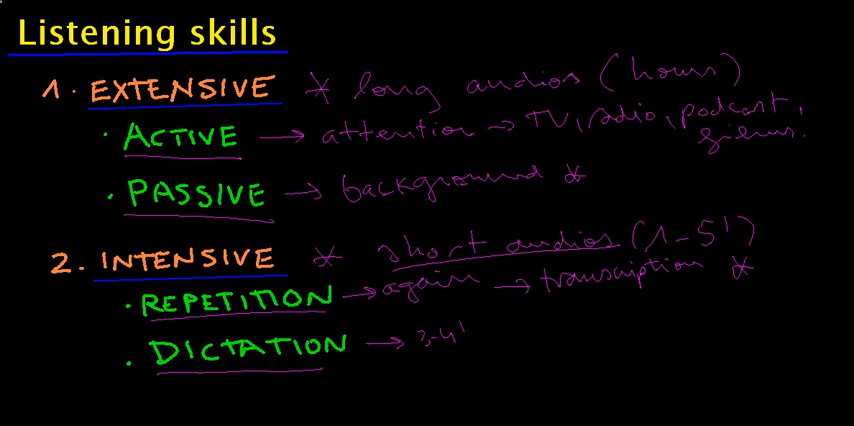 Listening skills
1. EXTENSIVE * long audios (hours)
• ACTIVE → attention → TV, radio, podcast,
• PASSIVE → background *
2. INTENSIVE * short audios (1-5')
• REPETITION → again → transcription *
• DICTATION → 3-4'